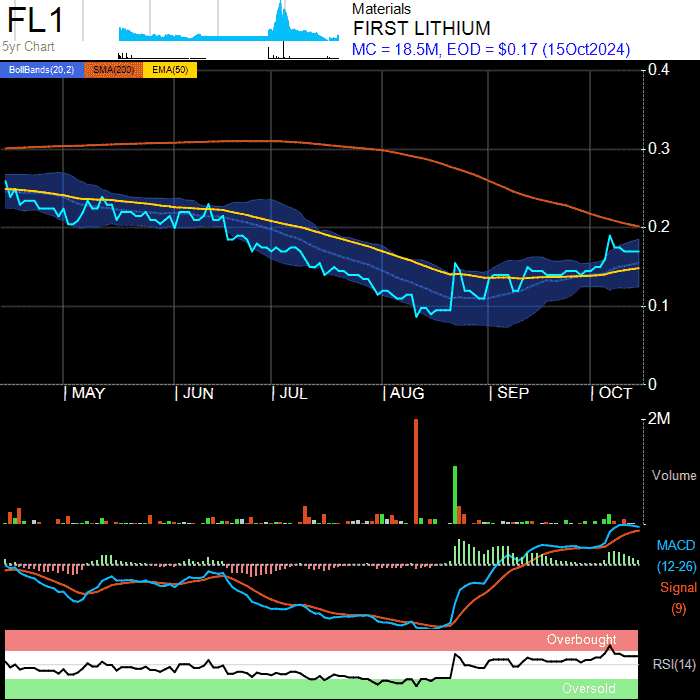 FL1
5yr Chart
Materials
FIRST LITHIUM
MC = 18.5M, EOD = $0.17 (15Oct2024)
BollBands(20,2) SMA(200) EMA(50)
0.4
0.3
0.2
0.1
0
MAY JUN JUL AUG SEP OCT
2M
Volume
MACD
(12-26)
Signal
(9)
Overbought
RSI(14)
Oversold